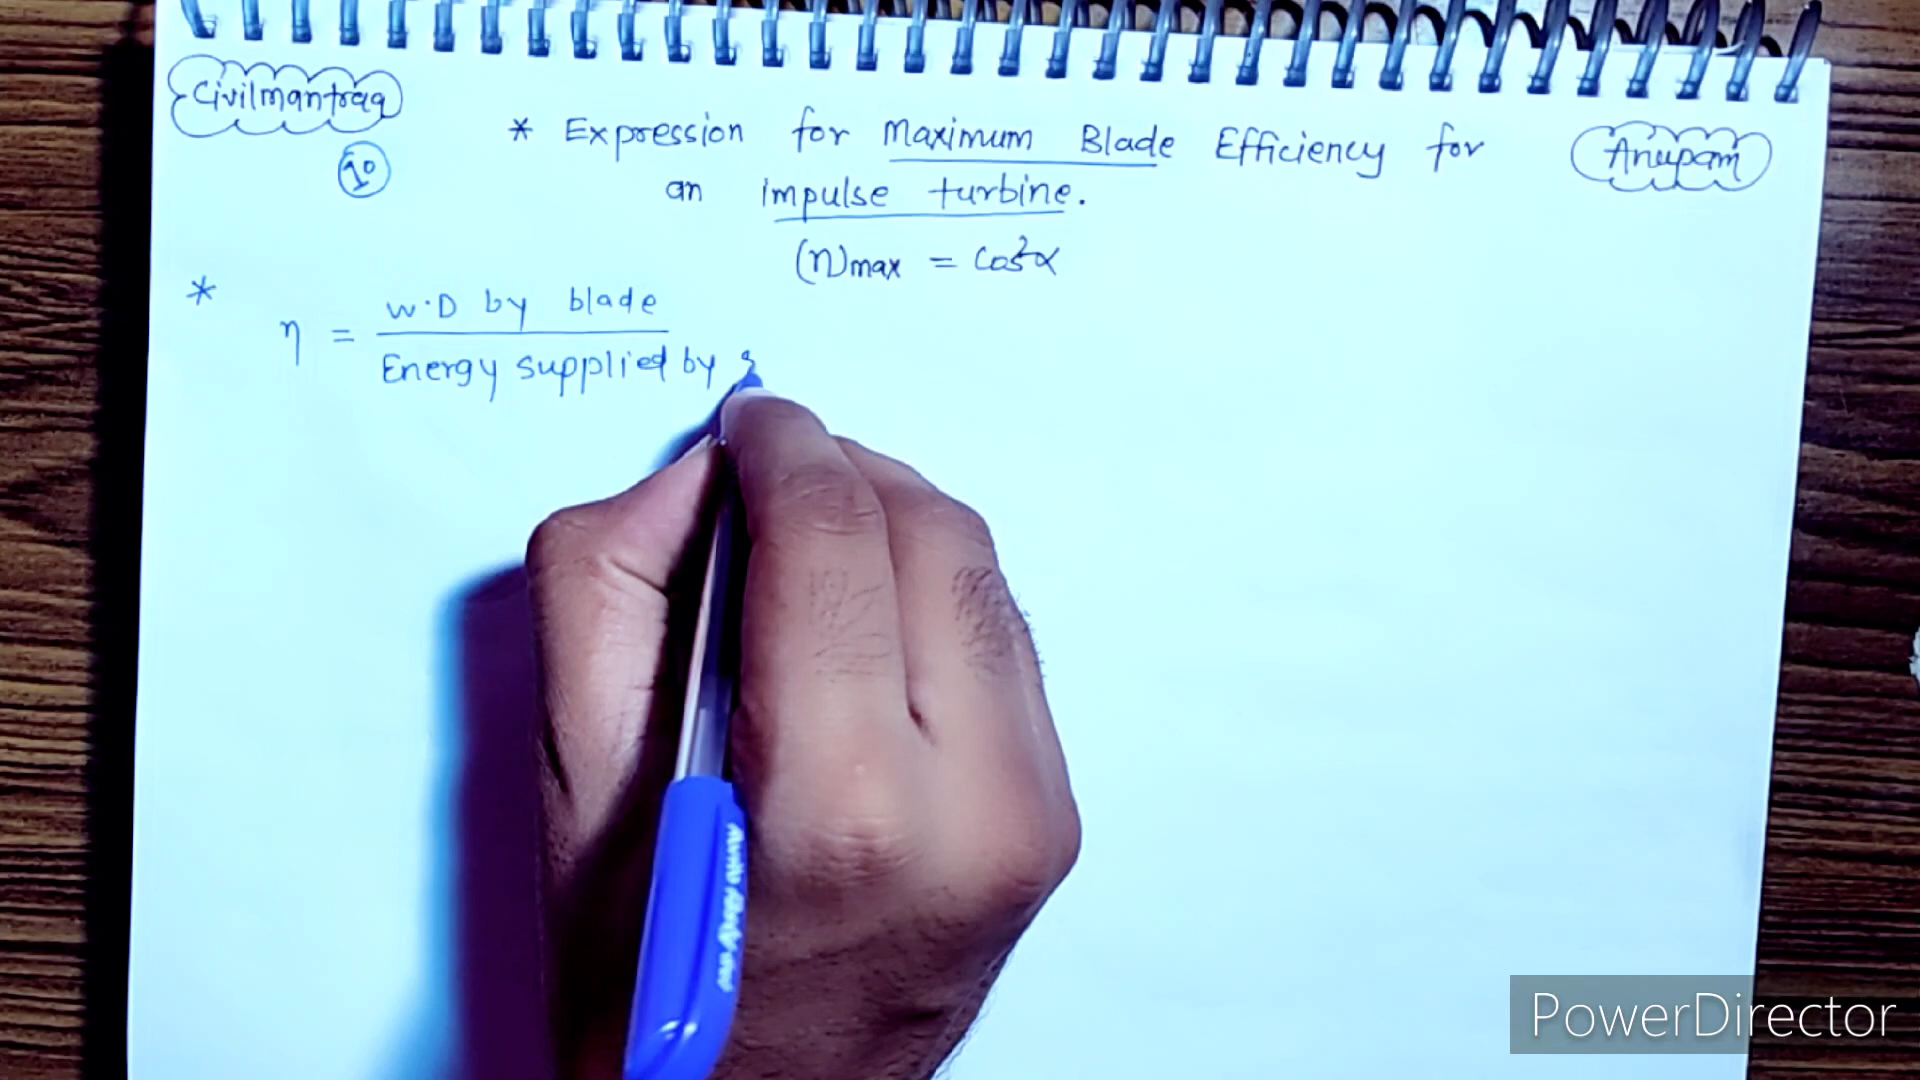 Civilmantraa
* Expression for Maximum Blade Efficiency for
Anupam
10
an impulse turbine.
(η)max = Cos²α
*
η = W.D by blade
Energy supplied by s
PowerDirector